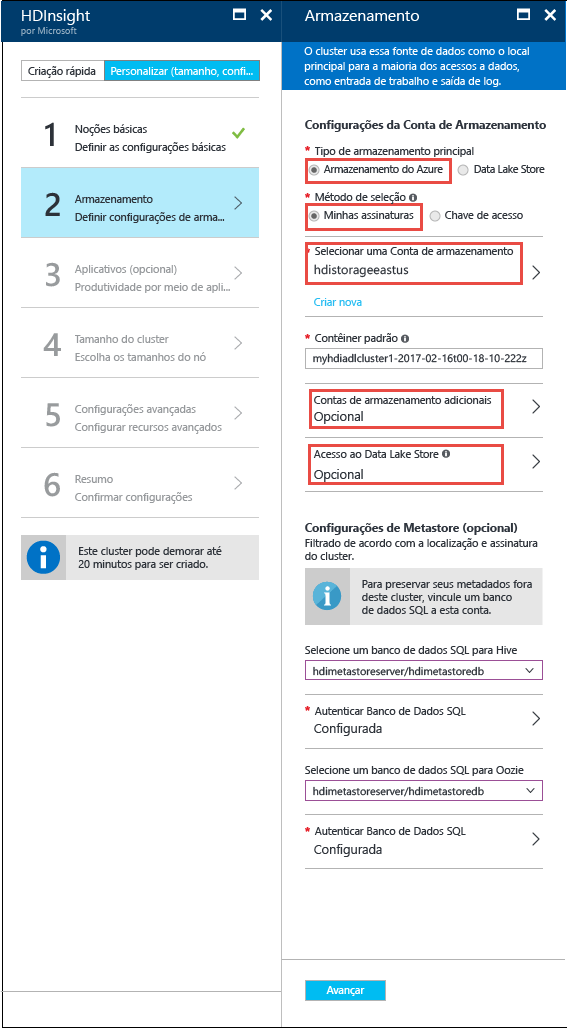 HDInsight
por Microsoft
Criação rápida
Personalizar (tamanho, confi...
1
Noções básicas
Definir as configurações básicas
2
Armazenamento
Definir configurações de arma...
3
Aplicativos (opcional)
Produtividade por meio de apli...
4
Tamanho do cluster
Escolha os tamanhos do nó
5
Configurações avançadas
Configurar recursos avançados
6
Resumo
Confirmar configurações
Este cluster pode demorar até
20 minutos para ser criado.
Armazenamento
O cluster usa essa fonte de dados como o local
principal para a maioria dos acessos a dados,
como entrada de trabalho e saída de log.
Configurações da Conta de Armazenamento
* Tipo de armazenamento principal
Armazenamento do Azure
Data Lake Store
* Método de seleção
Minhas assinaturas
Chave de acesso
* Selecionar uma Conta de armazenamento
hdistorageeastus
Criar nova
* Contêiner padrão
myhdiadlcluster1-2017-02-16t00-18-10-222z
Contas de armazenamento adicionais
Opcional
Acesso ao Data Lake Store
Opcional
Configurações de Metastore (opcional)
Filtrado de acordo com a localização e assinatura
do cluster.
Para preservar seus metadados fora
deste cluster, vincule um banco
de dados SQL a esta conta.
Selecione um banco de dados SQL para Hive
hdimetastoreserver/hdimetastoredb
* Autenticar Banco de Dados SQL
Configurada
Selecione um banco de dados SQL para Oozie
hdimetastoreserver/hdimetastoredb
* Autenticar Banco de Dados SQL
Configurada
Avançar